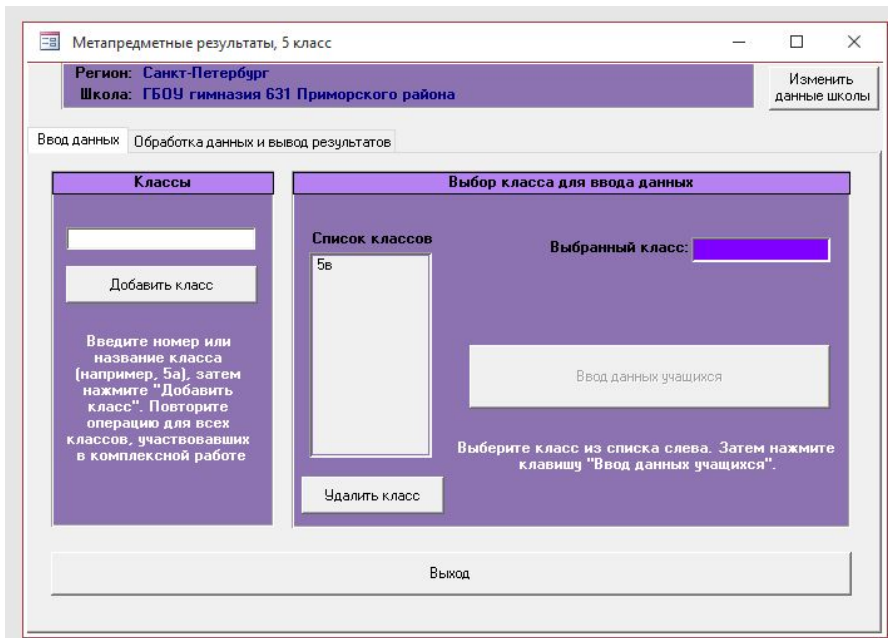 Метапредметные результаты, 5 класс
Регион: Санкт-Петербург
Школа: ГБОУ гимназия 631 Приморского района
Изменить
данные школы
Ввод данных
Обработка данных и вывод результатов
Классы
Добавить класс
Введите номер или
название класса
(например, 5а), затем
нажмите "Добавить
класс". Повторите
операцию для всех
классов, участвовавших
в комплексной работе
Выбор класса для ввода данных
Список классов
5в
Удалить класс
Выбранный класс:
Ввод данных учащихся
Выберите класс из списка слева. Затем нажмите
клавишу "Ввод данных учащихся".
Выход